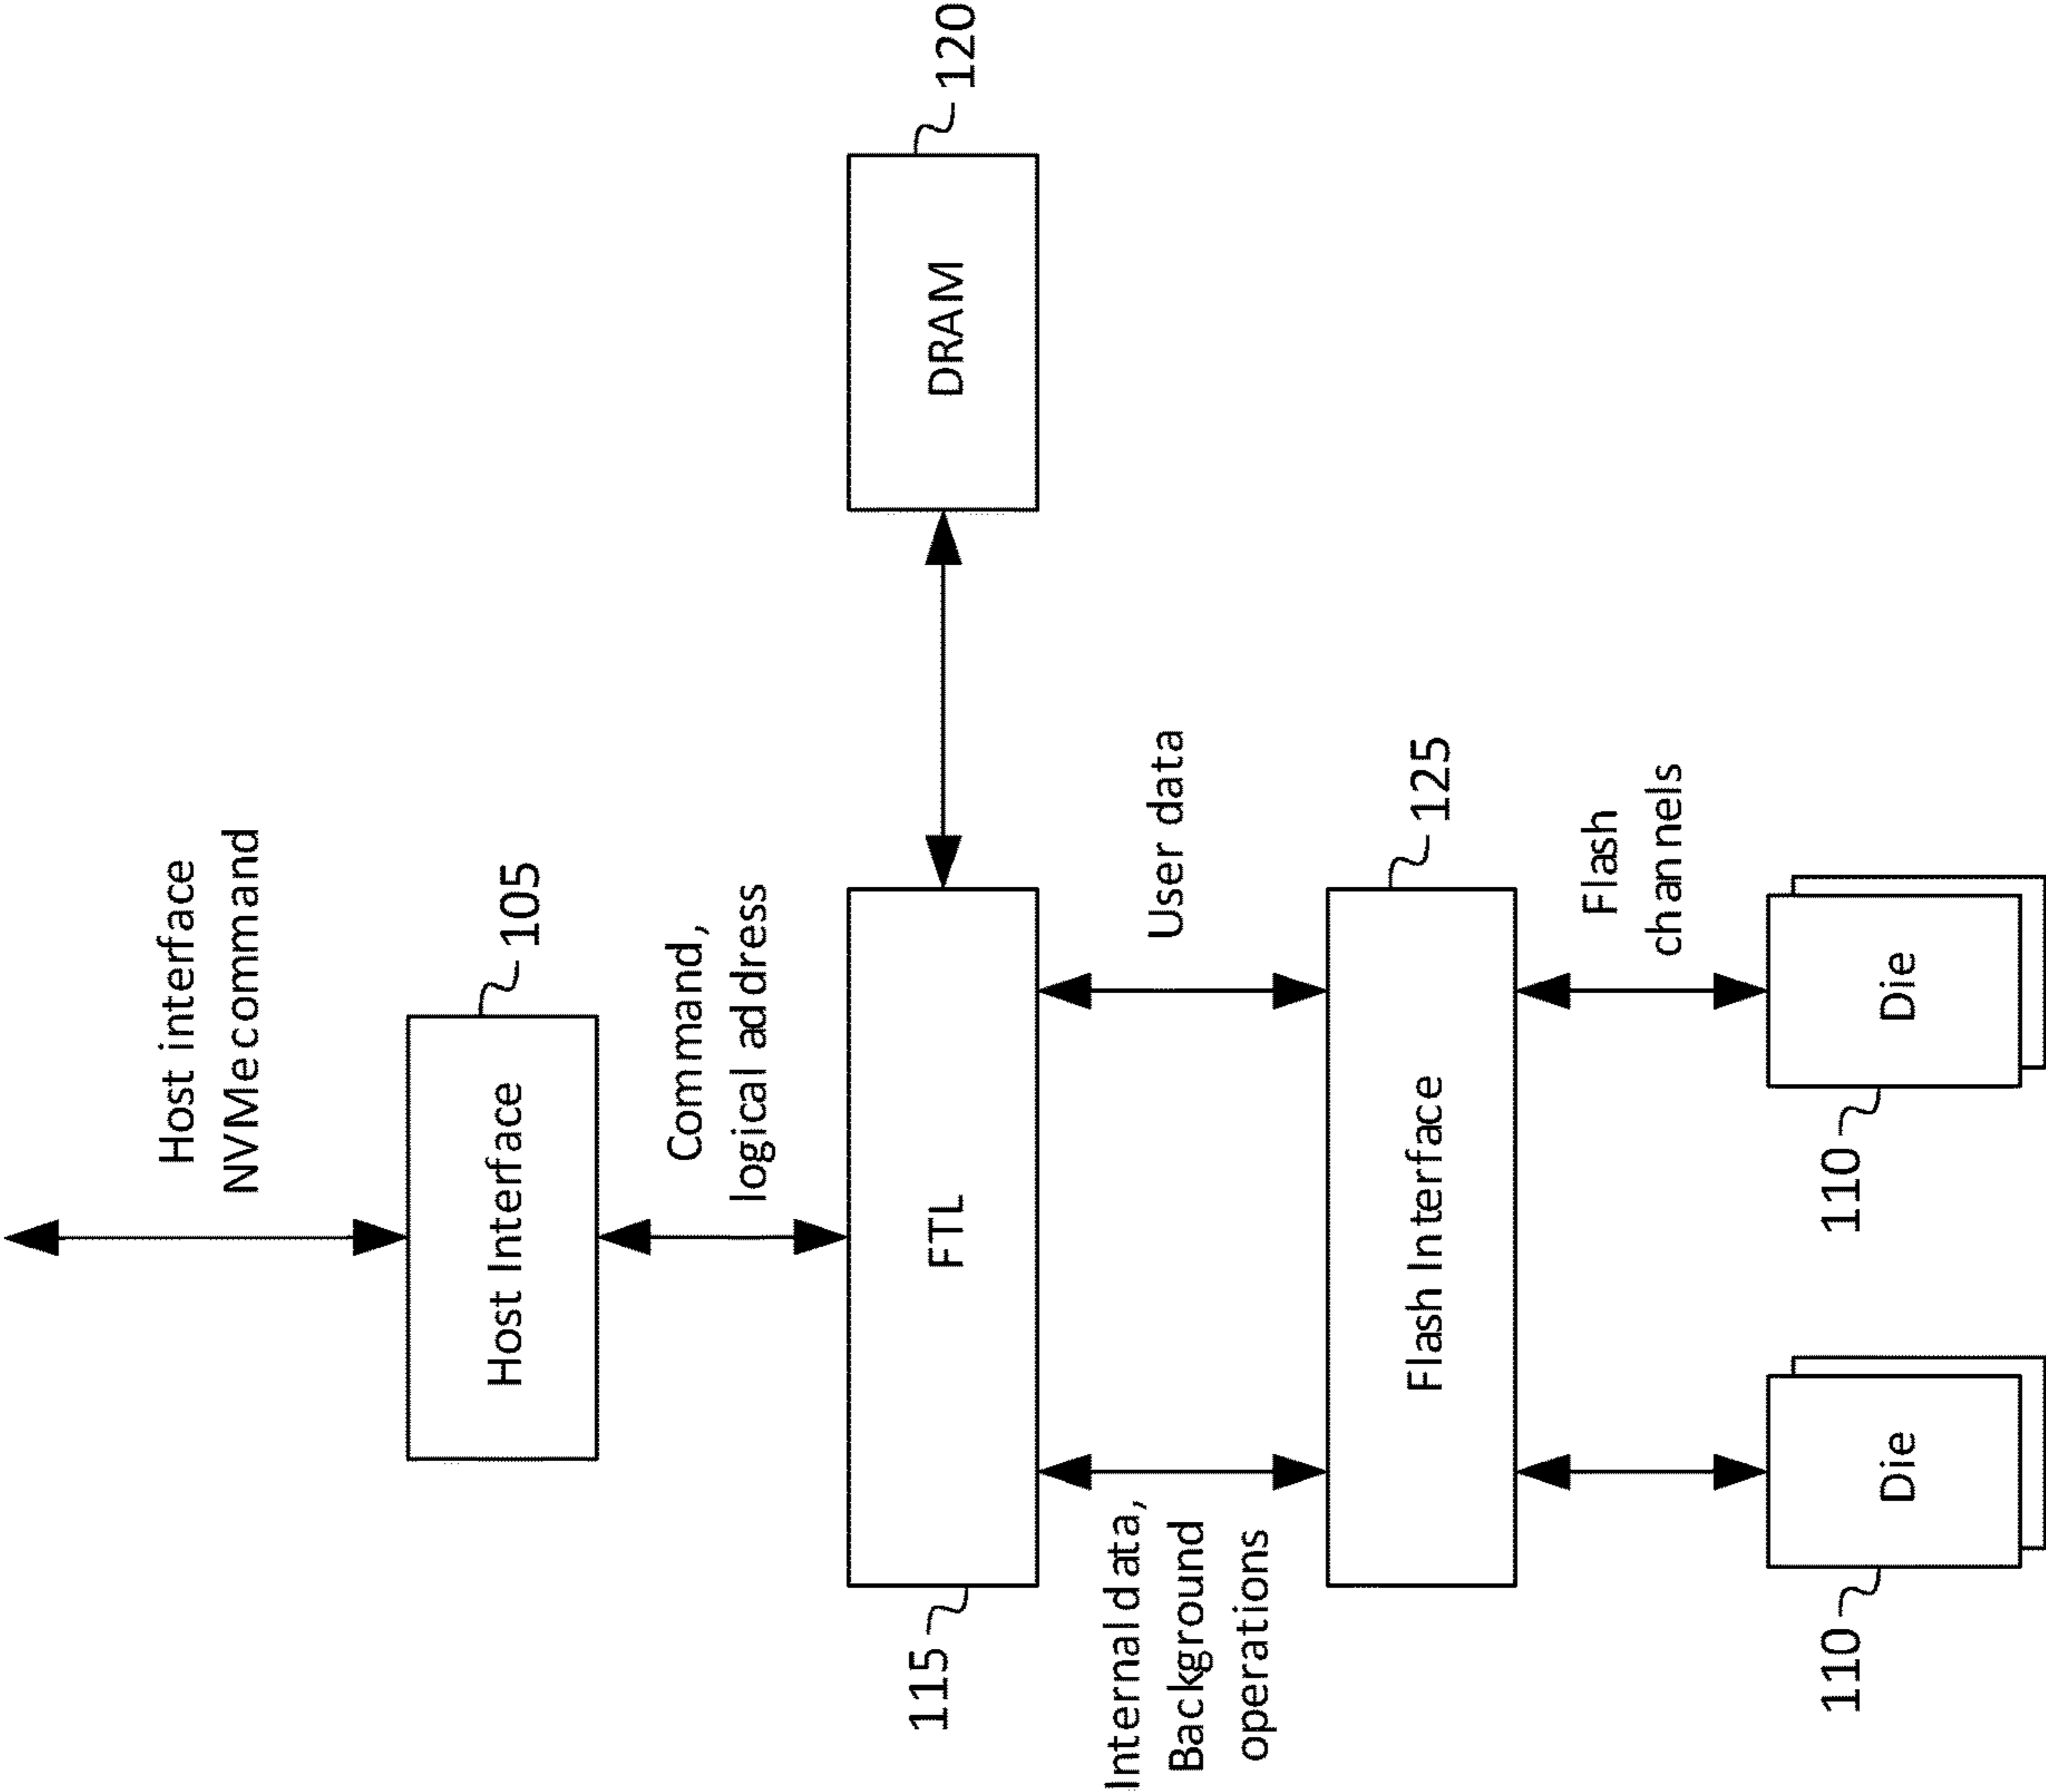 Host interface
NVMe command
Host Interface
105
Command,
logical address
115
FTL
DRAM
120
Internal data,
Background
operations
User data
Flash Interface
125
Flash
channels
110
Die
110
Die